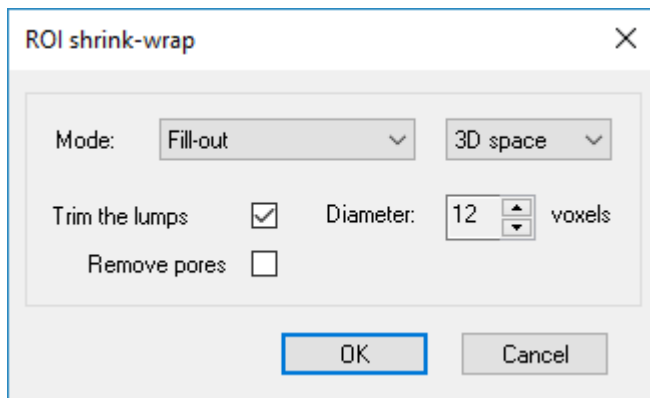 ROI shrink-wrap
Mode: Fill-out 3D space
Trim the lumps Diameter: 12 voxels
Remove pores
OK Cancel